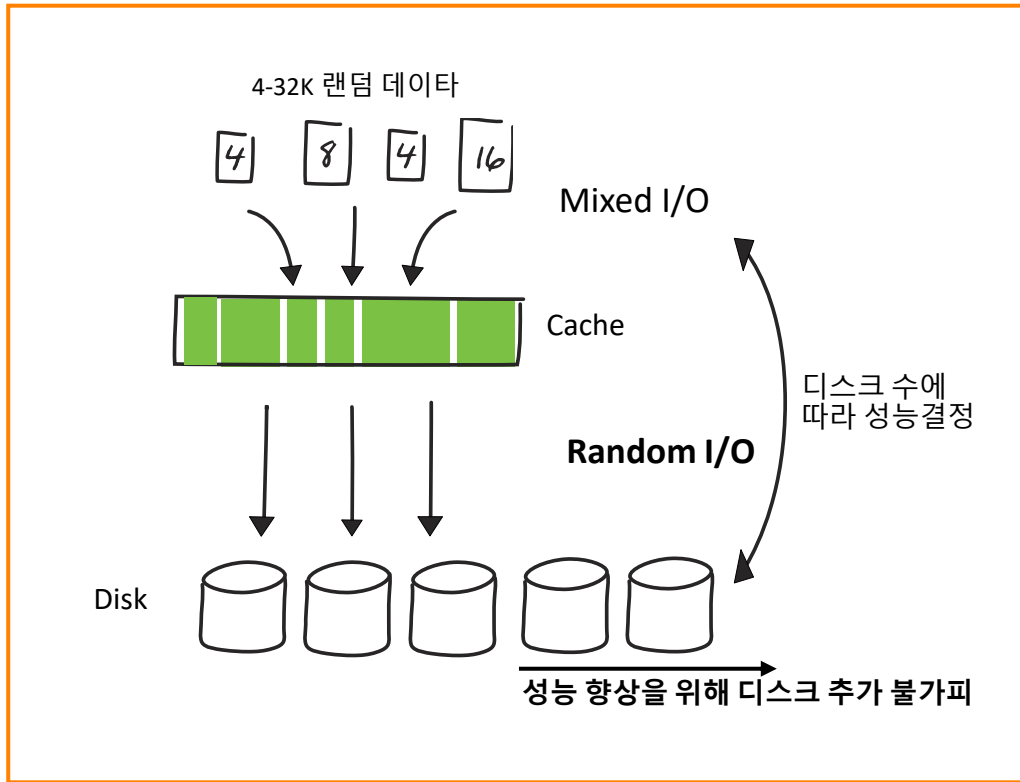 4-32K 랜덤 데이타
4 8 4 16
Mixed I/O
Cache
디스크 수에
따라 성능결정
Random I/O
Disk
성능 향상을 위해 디스크 추가 불가피